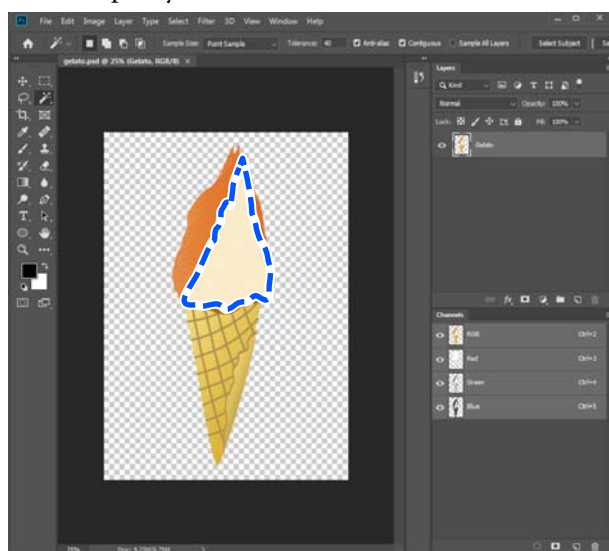 Ps File Edit Image Layer Type Select Filter 3D View Window Help
Sample Size: Point Sample Tolerance: 40 Anti-alias Contiguous Sample All Layers Select Subject
gelato.psd @ 25% (Gelato, RGB/8) ×
Layers
Kind
Normal Opacity: 100%
Lock: Fill: 100%
Gelato
Channels
RGB Ctrl+2
Red Ctrl+3
Green Ctrl+4
Blue Ctrl+5
25%